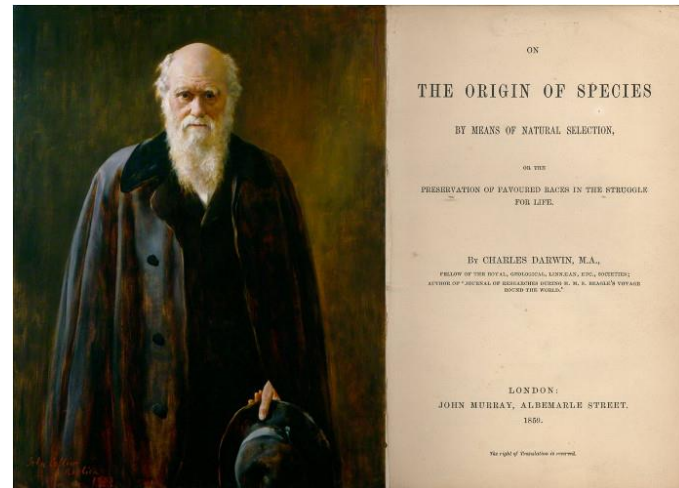 ON
THE ORIGIN OF SPECIES
BY MEANS OF NATURAL SELECTION,
OR THE
PRESERVATION OF FAVOURED RACES IN THE STRUGGLE
FOR LIFE.
BY CHARLES DARWIN, M.A.,
FELLOW OF THE ROYAL, GEOLOGICAL, LINNÆAN, ETC., SOCIETIES;
AUTHOR OF 'JOURNAL OF RESEARCHES DURING H. M. S. BEAGLE'S VOYAGE
ROUND THE WORLD.'
LONDON:
JOHN MURRAY, ALBEMARLE STREET.
1859.
The right of Translation is reserved.
John Collier